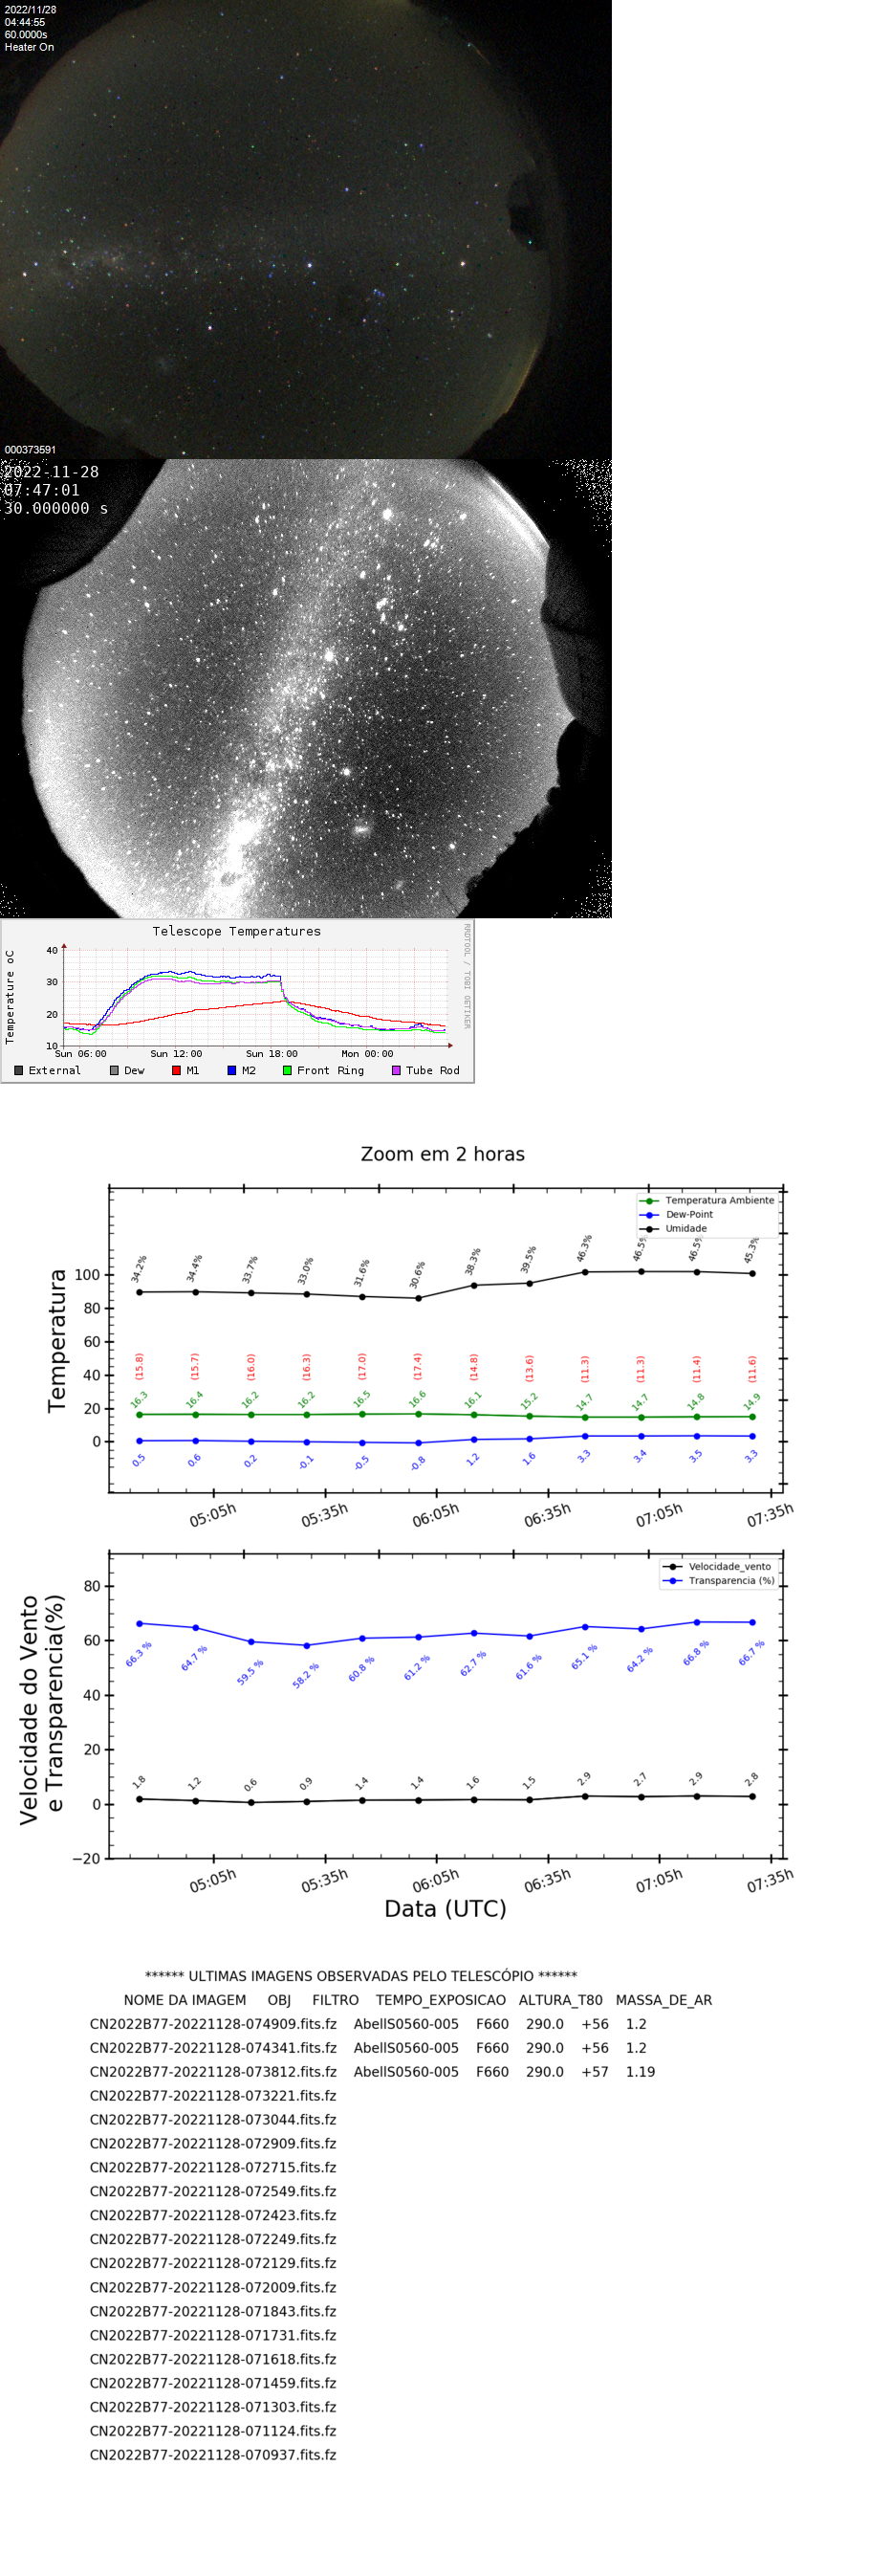 2022/11/28
04:44:55
60.0000s
Heater On
000373591
2022-11-28
07:47:01
30.000000 s
Telescope Temperatures
RRDTOOL / TOBI OETIKER
Temperature oC
40
30
20
10
Sun 06:00 Sun 12:00 Sun 18:00 Mon 00:00
External Dew M1 M2 Front Ring Tube Rod
Zoom em 2 horas
Temperatura Ambiente
Dew-Point
Umidade
Temperatura
100
80
60
40
20
0
34.2% 34.4% 33.7% 33.0% 31.6% 30.6% 38.3% 39.5% 46.3% 46.5% 46.5% 45.3%
(15.8) (15.7) (16.0) (16.3) (17.0) (17.4) (14.8) (13.6) (11.3) (11.3) (11.4) (11.6)
16.3 16.4 16.2 16.2 16.5 16.6 16.1 15.2 14.7 14.7 14.8 14.9
0.5 0.6 0.2 -0.1 -0.5 -0.8 1.2 1.6 3.3 3.4 3.5 3.3
05:05h 05:35h 06:05h 06:35h 07:05h 07:35h
Velocidade_vento
Transparencia (%)
Velocidade do Vento
e Transparencia(%)
80
60
40
20
0
−20
66.3 % 64.7 % 59.5 % 58.2 % 60.8 % 61.2 % 62.7 % 61.6 % 65.1 % 64.2 % 66.8 % 66.7 %
1.8 1.2 0.6 0.9 1.4 1.4 1.6 1.5 2.9 2.7 2.9 2.8
05:05h 05:35h 06:05h 06:35h 07:05h 07:35h
Data (UTC)
****** ULTIMAS IMAGENS OBSERVADAS PELO TELESCÓPIO ******
NOME DA IMAGEM OBJ FILTRO TEMPO_EXPOSICAO ALTURA_T80 MASSA_DE_AR
CN2022B77-20221128-074909.fits.fz AbellS0560-005 F660 290.0 +56 1.2
CN2022B77-20221128-074341.fits.fz AbellS0560-005 F660 290.0 +56 1.2
CN2022B77-20221128-073812.fits.fz AbellS0560-005 F660 290.0 +57 1.19
CN2022B77-20221128-073221.fits.fz
CN2022B77-20221128-073044.fits.fz
CN2022B77-20221128-072909.fits.fz
CN2022B77-20221128-072715.fits.fz
CN2022B77-20221128-072549.fits.fz
CN2022B77-20221128-072423.fits.fz
CN2022B77-20221128-072249.fits.fz
CN2022B77-20221128-072129.fits.fz
CN2022B77-20221128-072009.fits.fz
CN2022B77-20221128-071843.fits.fz
CN2022B77-20221128-071731.fits.fz
CN2022B77-20221128-071618.fits.fz
CN2022B77-20221128-071459.fits.fz
CN2022B77-20221128-071303.fits.fz
CN2022B77-20221128-071124.fits.fz
CN2022B77-20221128-070937.fits.fz